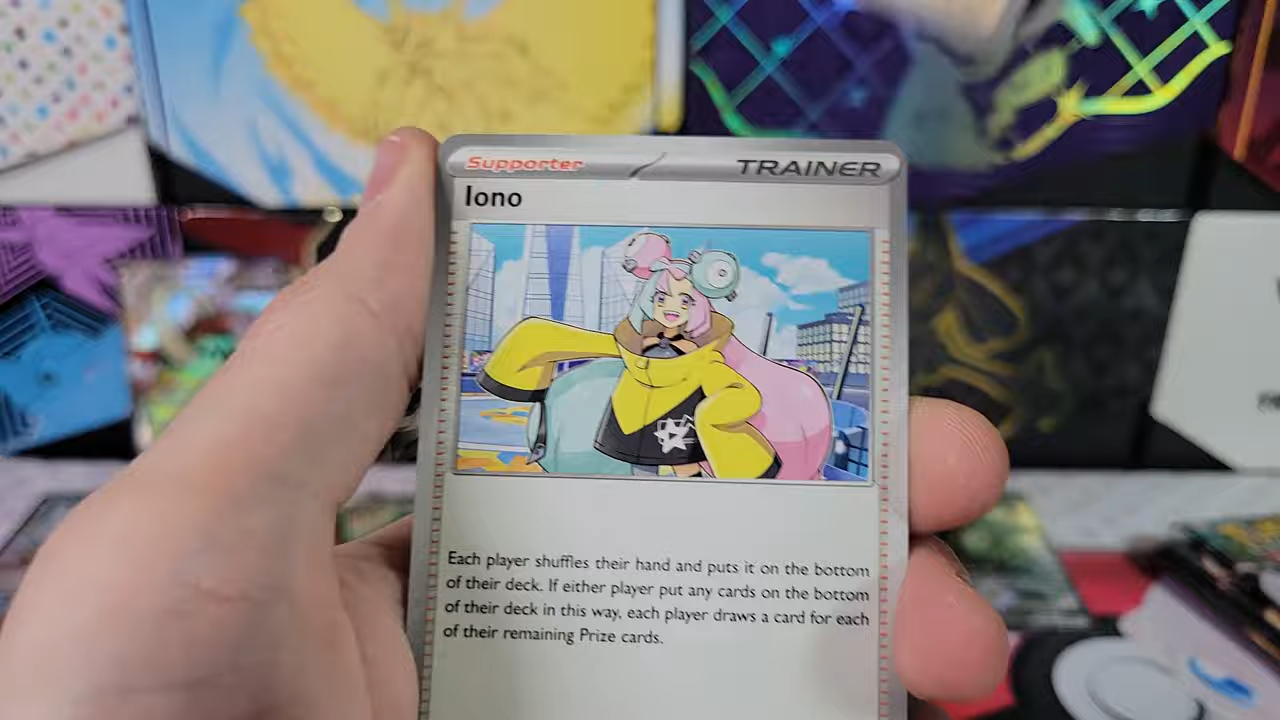 Supporter
TRAINER
Iono
Each player shuffles their hand and puts it on the bottom
of their deck. If either player put any cards on the bottom
of their deck in this way, each player draws a card for each
of their remaining Prize cards.